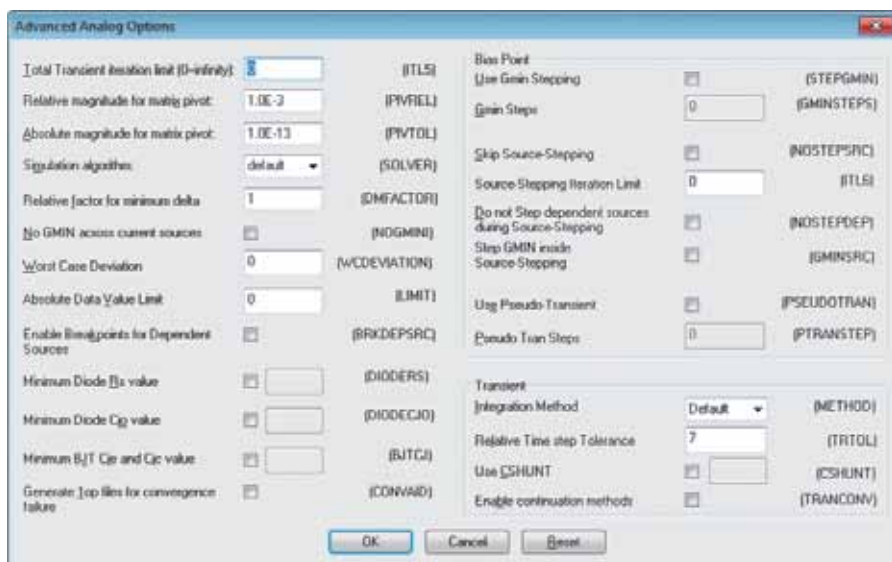 Advanced Analog Options
Total Transient iteration limit (0=infinity): 0 (ITL5)
Relative magnitude for matrix pivot: 1.0E-3 (PIVREL)
Absolute magnitude for matrix pivot: 1.0E-13 (PIVTOL)
Simulation algorithm: default (SOLVER)
Relative factor for minimum delta 1 (DMFACTOR)
No GMIN across current sources (NOGMINI)
Worst Case Deviation 0 (WCDEVIATION)
Absolute Data Value Limit 0 (LIMIT)
Enable Breakpoints for Dependent
Sources (BRKDEPSRC)
Minimum Diode Rs value (DIODERS)
Minimum Diode Cjo value (DIODECJO)
Minimum BJT Cje and Cjc value (BJTCJ)
Generate Top files for convergence
failure (CONVAID)
Bias Point
Use Gmin Stepping (STEPGMIN)
Gmin Steps 0 (GMINSTEPS)
Skip Source-Stepping (NOSTEPSRC)
Source-Stepping Iteration Limit 0 (ITL6)
Do not Step dependent sources
during Source-Stepping (NOSTEPDEP)
Step GMIN inside
Source-Stepping (GMINSRC)
Use Pseudo-Transient (PSEUDOTRAN)
Pseudo Tran Steps 0 (PTRANSTEP)
Transient
Integration Method Default (METHOD)
Relative Time step Tolerance 7 (TRTOL)
Use CSHUNT (CSHUNT)
Enable continuation methods (TRANCONV)
OK Cancel Reset